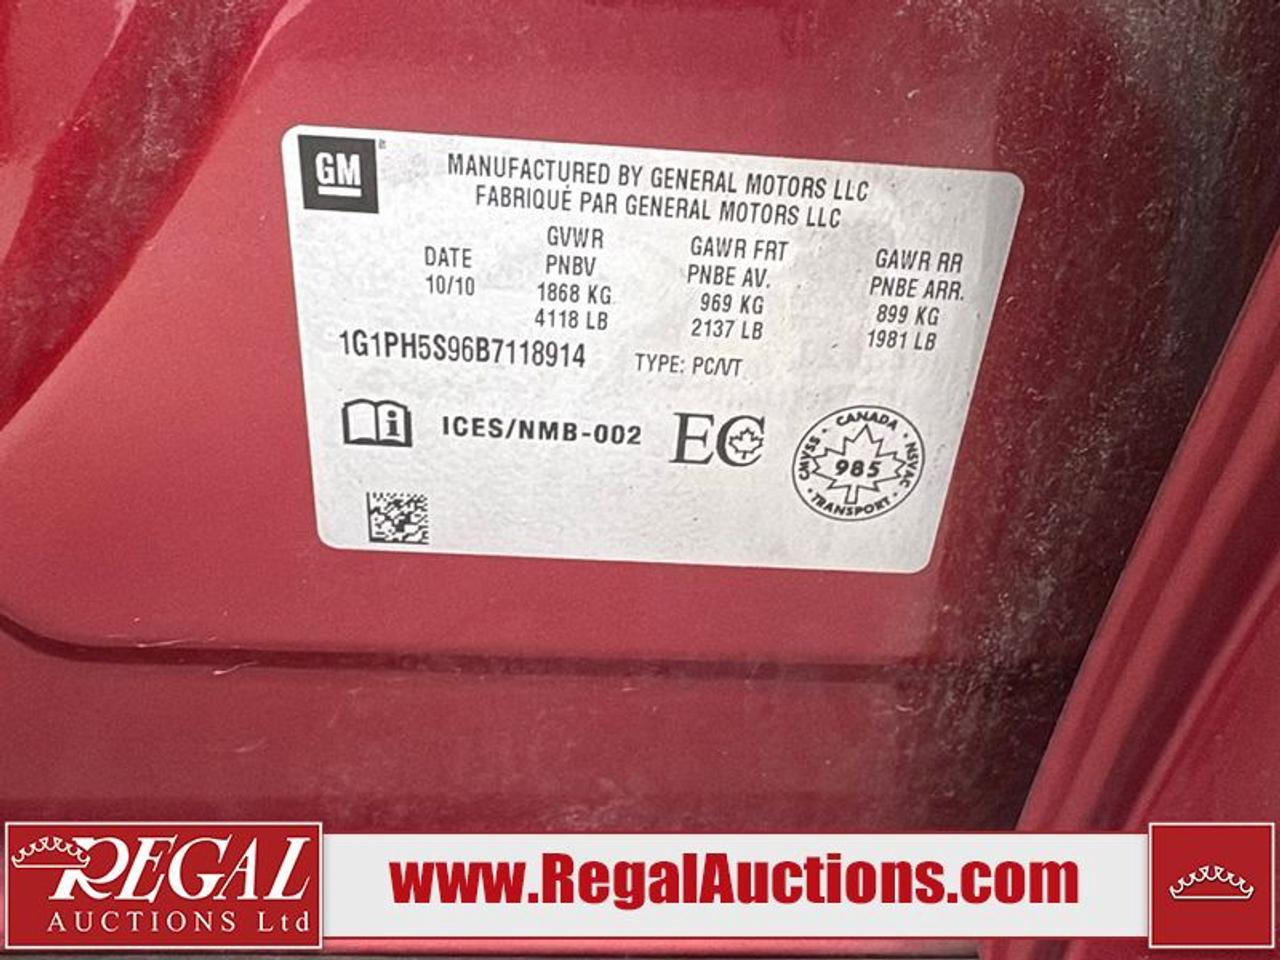 GM
MANUFACTURED BY GENERAL MOTORS LLC
FABRIQUÉ PAR GENERAL MOTORS LLC
DATE
10/10
GVWR
PNBV
1868 KG
4118 LB
GAWR FRT
PNBE AV.
969 KG
2137 LB
GAWR RR
PNBE ARR.
899 KG
1981 LB
1G1PH5S96B7118914
TYPE: PC/VT
i
ICES/NMB-002
EC
CANADA
CMVSS
985
NSVAC
TRANSPORT
REGAL
AUCTIONS Ltd
www.RegalAuctions.com